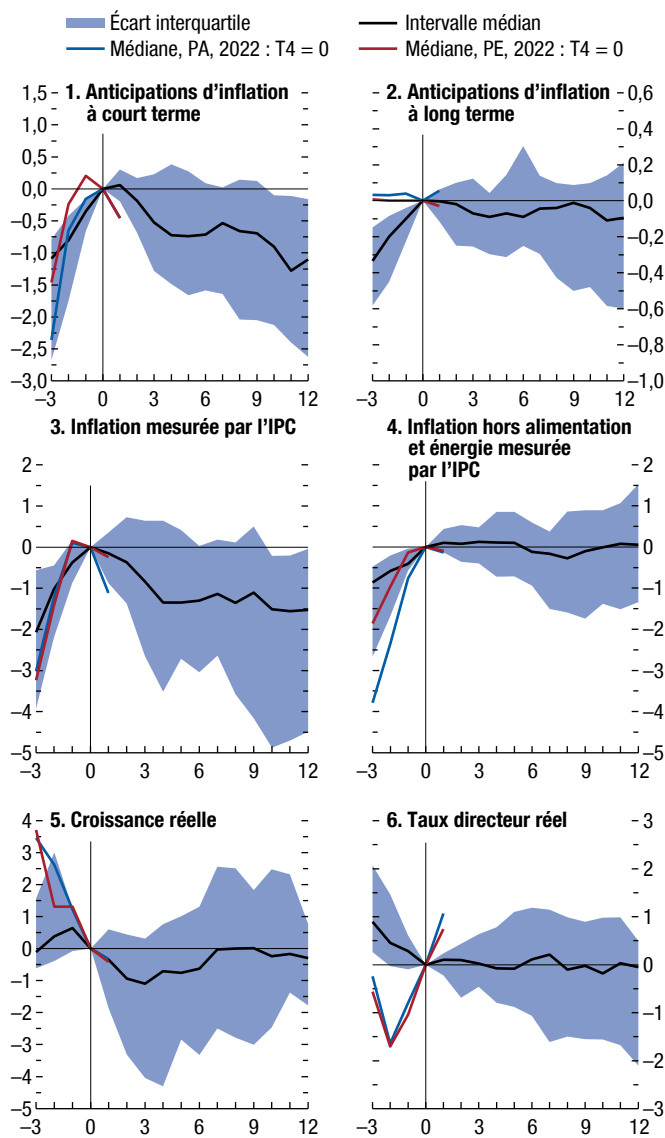 Écart interquartile
Intervalle médian
Médiane, PA, 2022 : T4 = 0
Médiane, PE, 2022 : T4 = 0
1. Anticipations d’inflation
à court terme
1,5
1,0
0,5
0,0
–0,5
–1,0
–1,5
–2,0
–2,5
–3,0
–3 0 3 6 9 12
2. Anticipations d’inflation
à long terme
0,6
0,4
0,2
0,0
–0,2
–0,4
–0,6
–0,8
–1,0
–3 0 3 6 9 12
3. Inflation mesurée par l’IPC
2
1
0
–1
–2
–3
–4
–5
–3 0 3 6 9 12
4. Inflation hors alimentation
et énergie mesurée
par l’IPC
2
1
0
–1
–2
–3
–4
–5
–3 0 3 6 9 12
5. Croissance réelle
4
3
2
1
0
–1
–2
–3
–4
–5
–3 0 3 6 9 12
6. Taux directeur réel
3
2
1
0
–1
–2
–3
–3 0 3 6 9 12